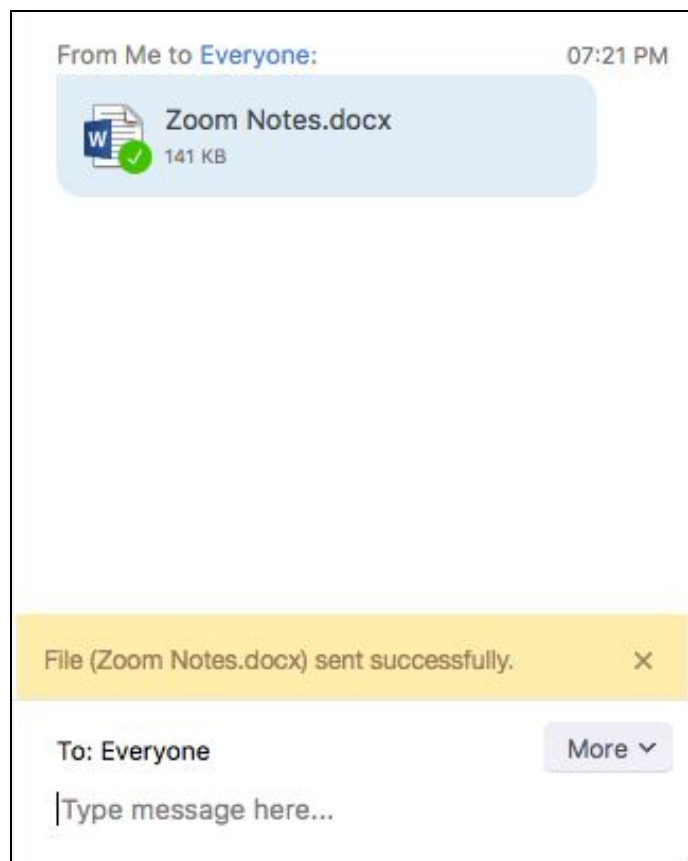 From Me to Everyone: 07:21 PM
W
Zoom Notes.docx
141 KB
File (Zoom Notes.docx) sent successfully. ×
To: Everyone More
Type message here...